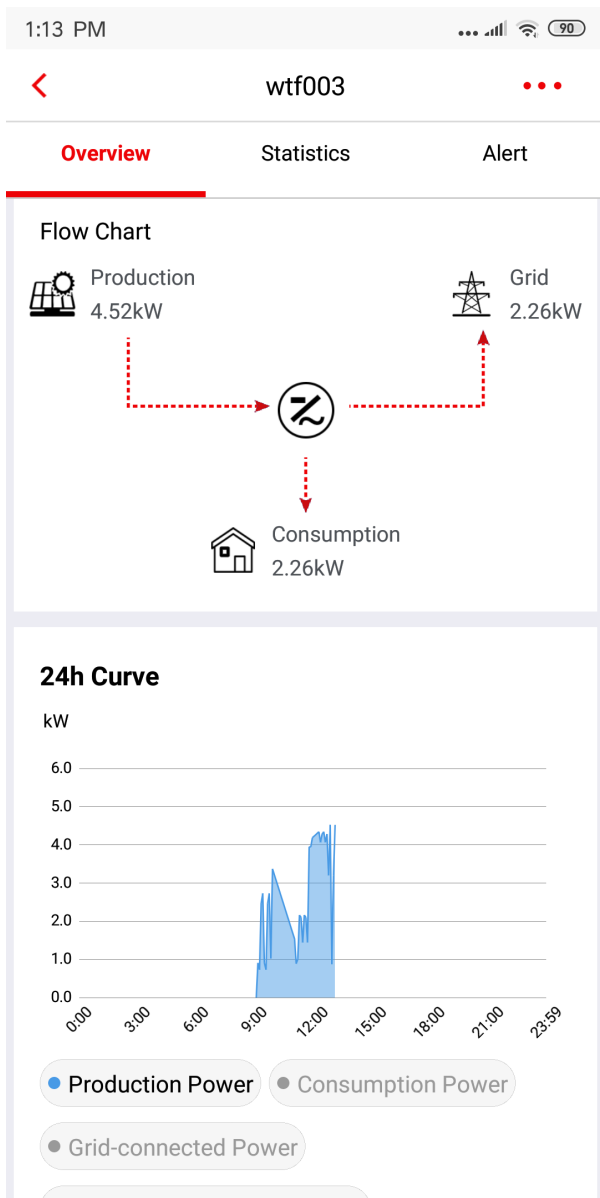 1:13 PM
90
wtf003
Overview Statistics Alert
Flow Chart
Production
4.52kW
Grid
2.26kW
Consumption
2.26kW
24h Curve
kW
6.0
5.0
4.0
3.0
2.0
1.0
0.0
0:00 3:00 6:00 9:00 12:00 15:00 18:00 21:00 23:59
Production Power Consumption Power
Grid-connected Power